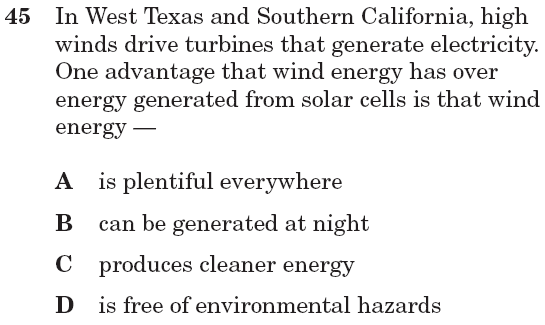 45 In West Texas and Southern California, high
winds drive turbines that generate electricity.
One advantage that wind energy has over
energy generated from solar cells is that wind
energy —
A is plentiful everywhere
B can be generated at night
C produces cleaner energy
D is free of environmental hazards